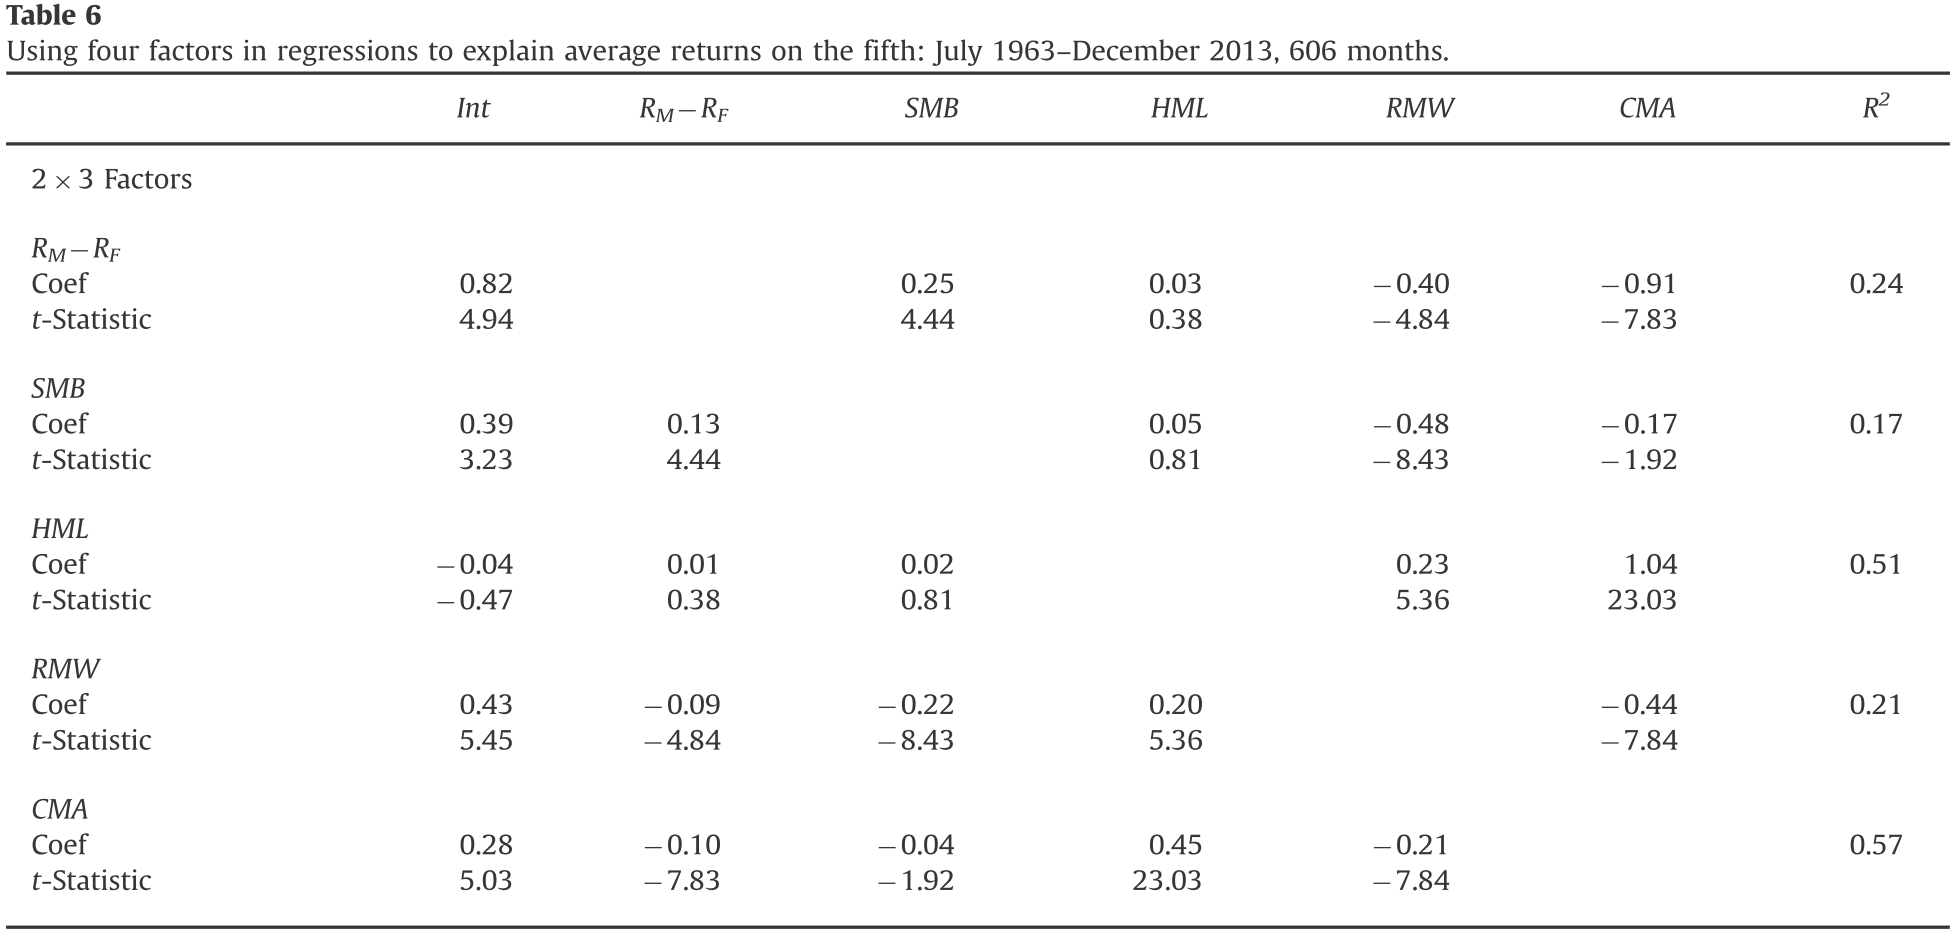 Table 6
Using four factors in regressions to explain average returns on the fifth: July 1963–December 2013, 606 months.
Int R_M−R_F SMB HML RMW CMA R²
2 × 3 Factors
R_M−R_F
Coef 0.82 0.25 0.03 −0.40 −0.91 0.24
t-Statistic 4.94 4.44 0.38 −4.84 −7.83
SMB
Coef 0.39 0.13 0.05 −0.48 −0.17 0.17
t-Statistic 3.23 4.44 0.81 −8.43 −1.92
HML
Coef −0.04 0.01 0.02 0.23 1.04 0.51
t-Statistic −0.47 0.38 0.81 5.36 23.03
RMW
Coef 0.43 −0.09 −0.22 0.20 −0.44 0.21
t-Statistic 5.45 −4.84 −8.43 5.36 −7.84
CMA
Coef 0.28 −0.10 −0.04 0.45 −0.21 0.57
t-Statistic 5.03 −7.83 −1.92 23.03 −7.84